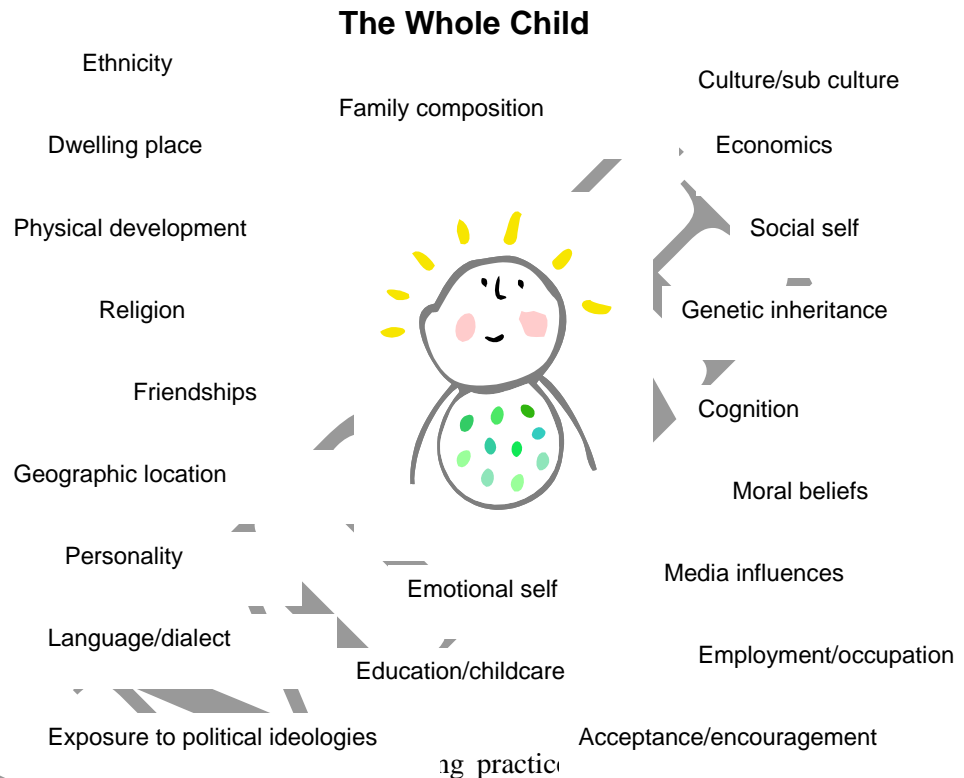 The Whole Child
Ethnicity
Culture/sub culture
Family composition
Dwelling place
Economics
Physical development
Social self
Religion
Genetic inheritance
Friendships
Cognition
Geographic location
Moral beliefs
Personality
Media influences
Emotional self
Language/dialect
Employment/occupation
Education/childcare
Exposure to political ideologies
Acceptance/encouragement